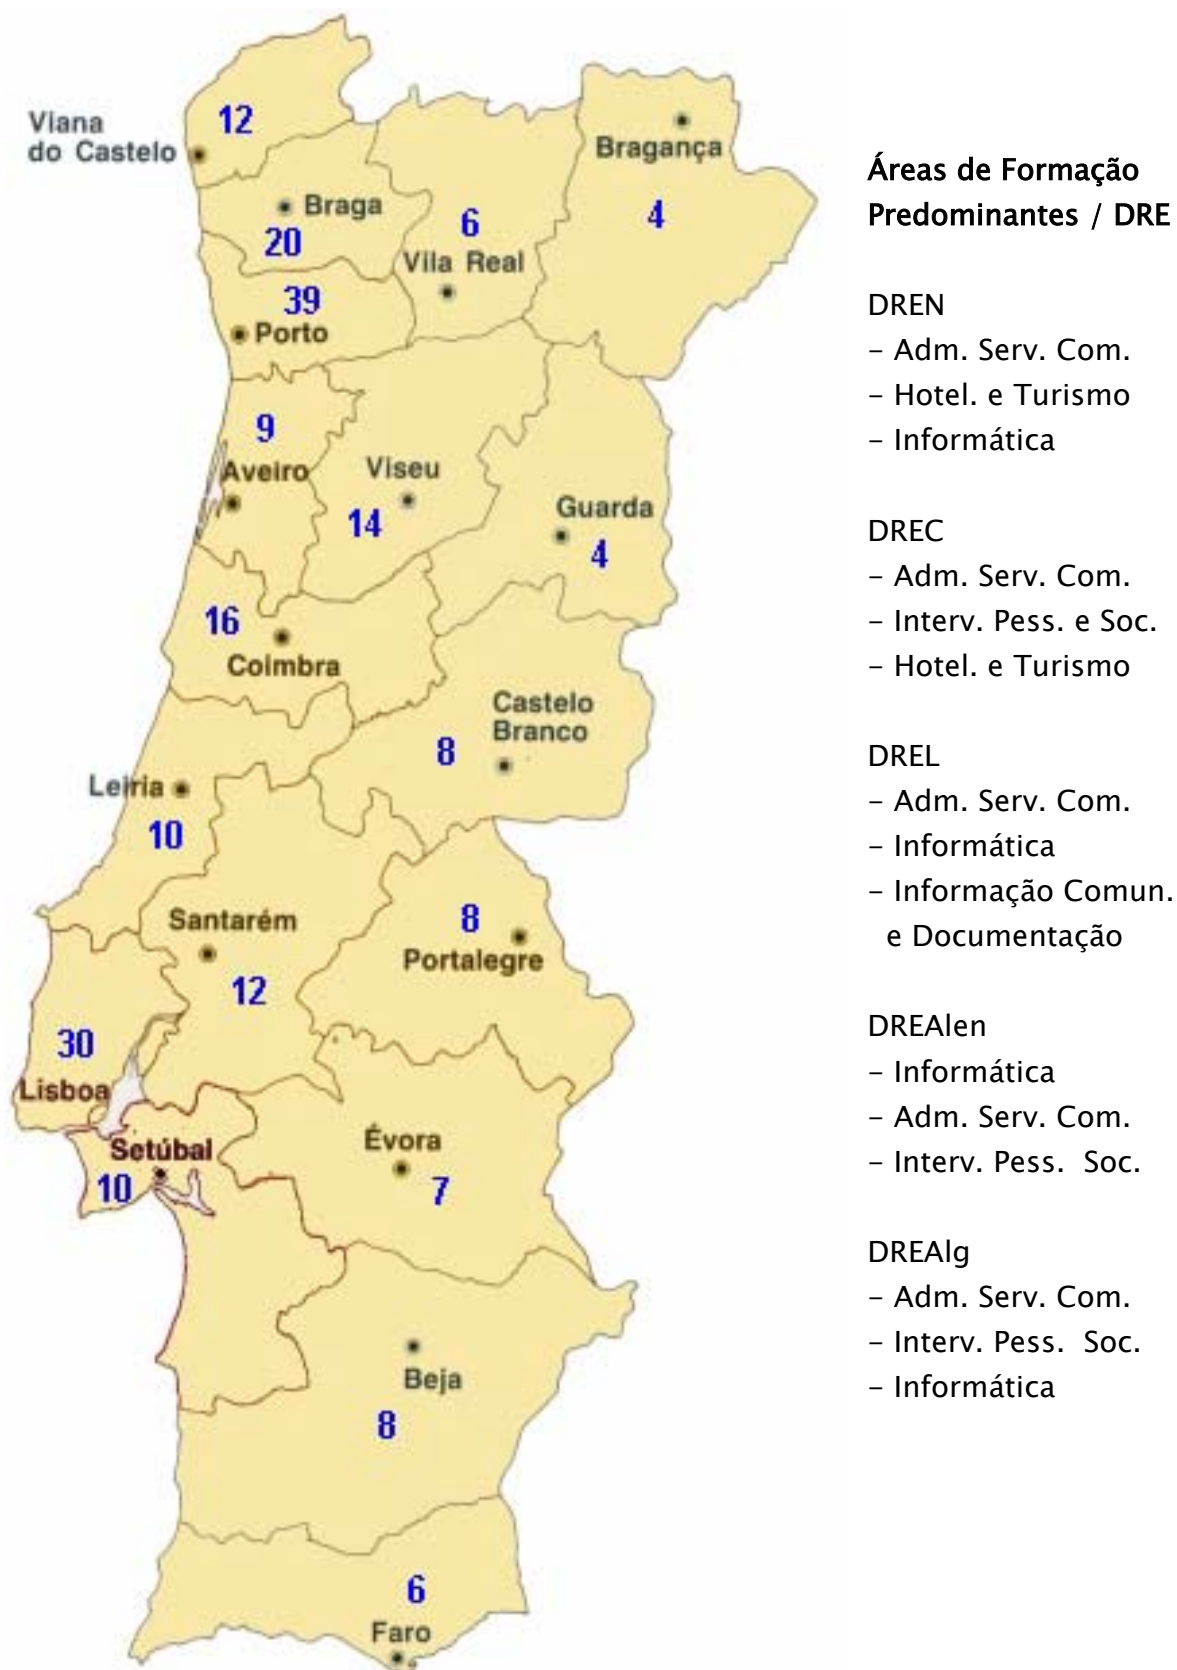 Viana
do Castelo
12
Braga
20
39
Porto
6
Vila Real
Bragança
4
9
Aveiro
Viseu
14
Guarda
4
16
Coimbra
Castelo
Branco
8
Leiria
10
Santarém
12
8
Portalegre
30
Lisboa
Setúbal
10
Évora
7
Beja
8
6
Faro
Áreas de Formação
Predominantes / DRE
DREN
- Adm. Serv. Com.
- Hotel. e Turismo
- Informática
DREC
- Adm. Serv. Com.
- Interv. Pess. e Soc.
- Hotel. e Turismo
DREL
- Adm. Serv. Com.
- Informática
- Informação Comun.
e Documentação
DREAlen
- Informática
- Adm. Serv. Com.
- Interv. Pess.  Soc.
DREAlg
- Adm. Serv. Com.
- Interv. Pess.  Soc.
- Informática